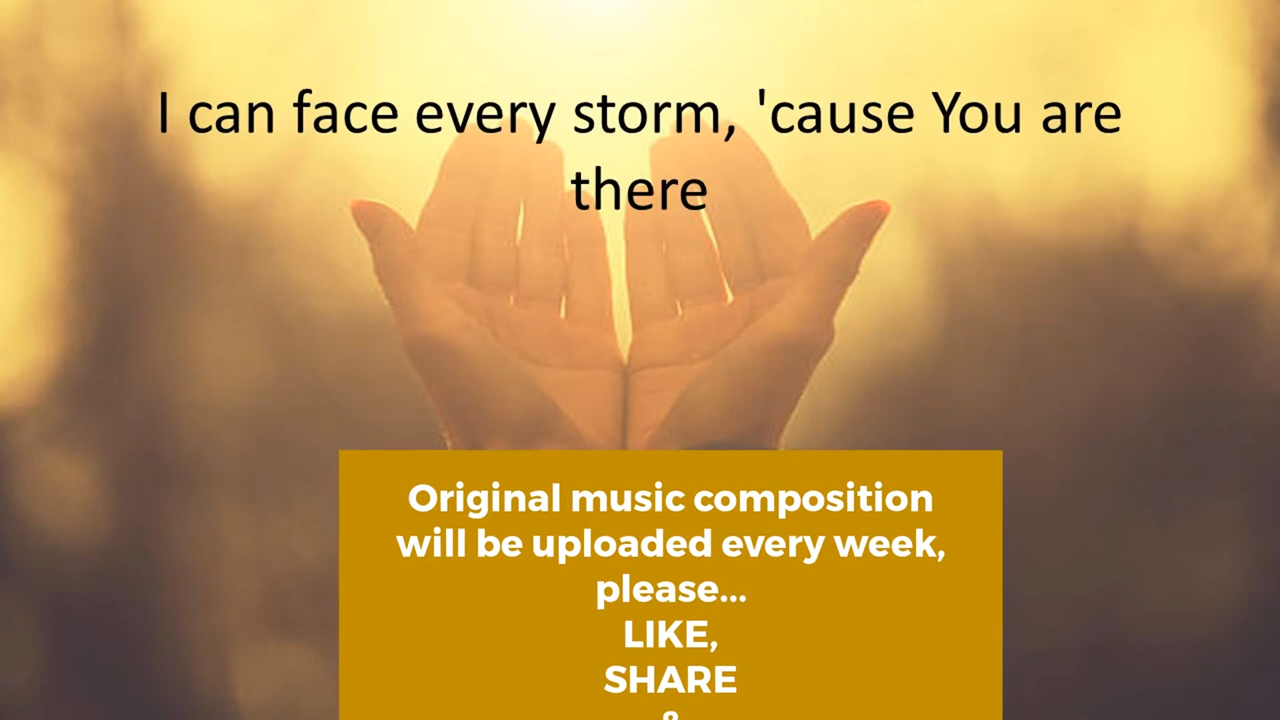 I can face every storm, 'cause You are
there
Original music composition
will be uploaded every week,
please...
LIKE,
SHARE
&